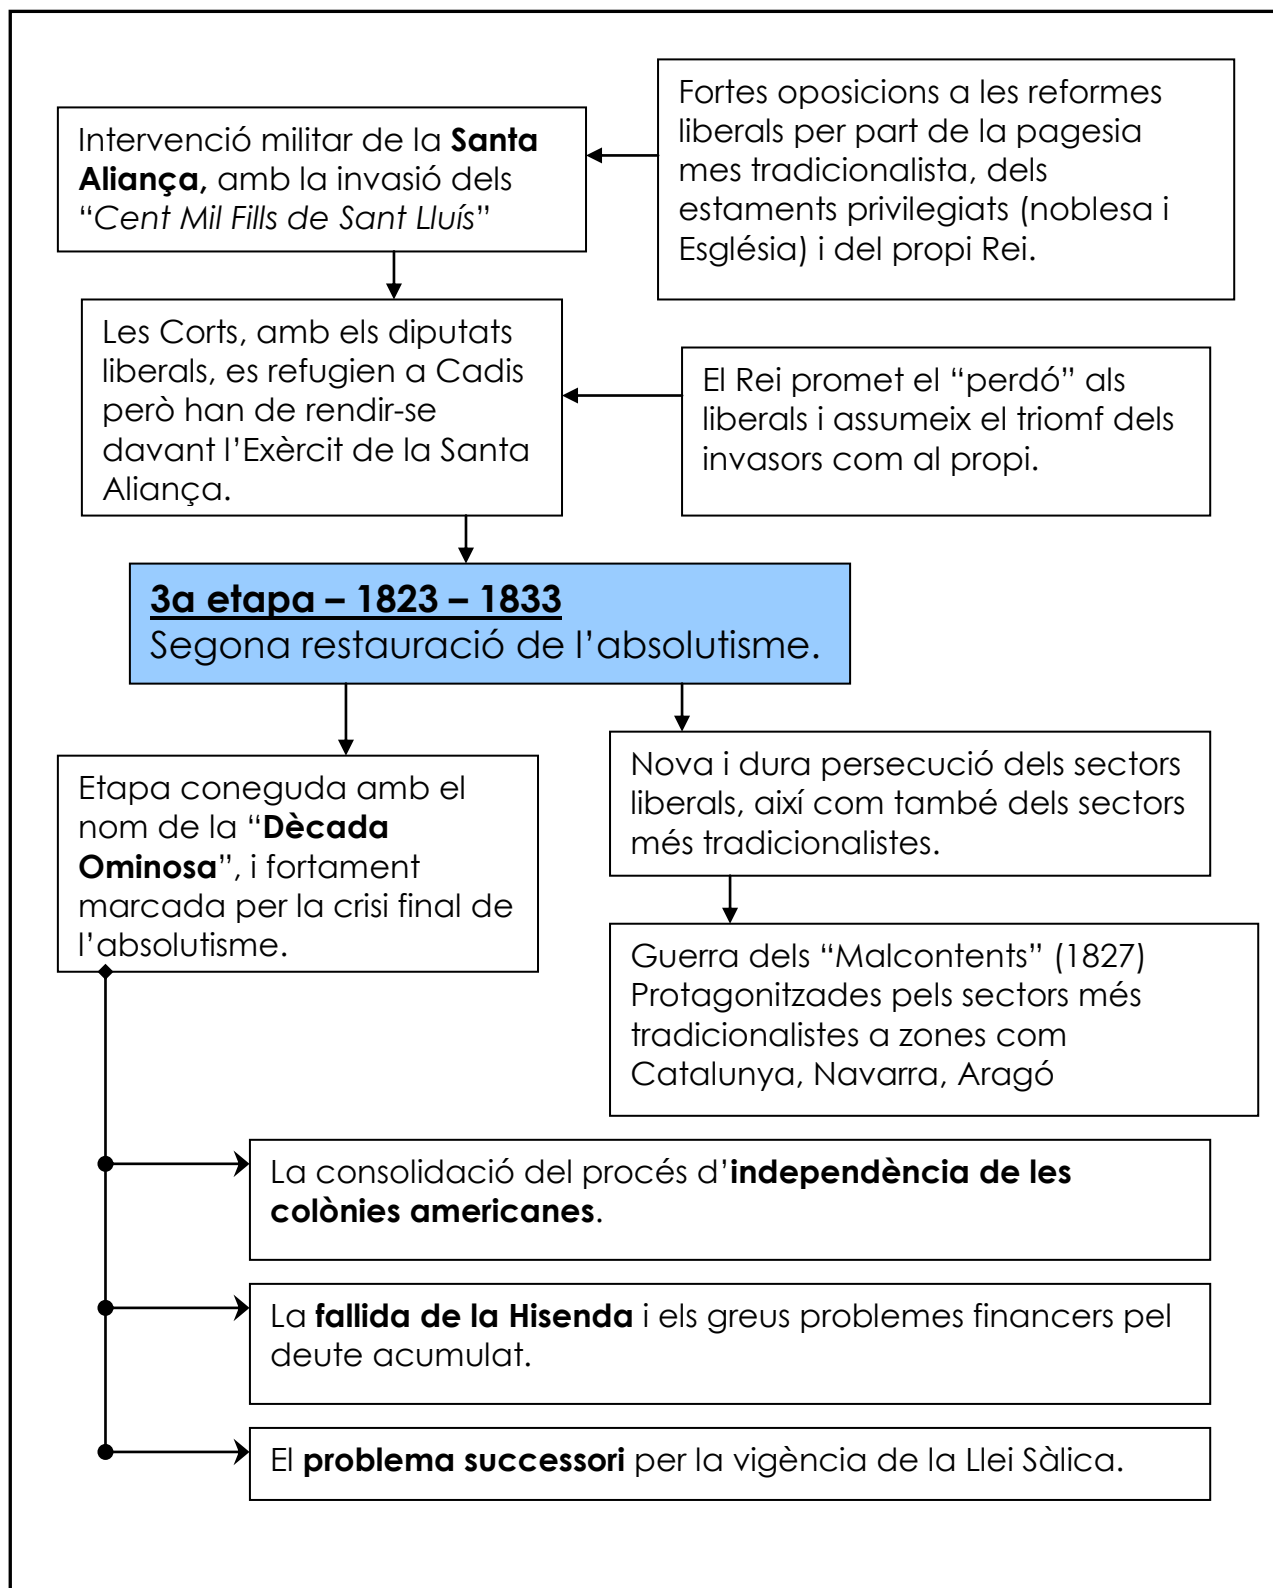 Fortes oposicions a les reformes
liberals per part de la pagesia
mes tradicionalista, dels
estaments privilegiats (noblesa i
Església) i del propi Rei.
Intervenció militar de la Santa
Aliança, amb la invasió dels
“Cent Mil Fills de Sant Lluís”
Les Corts, amb els diputats
liberals, es refugien a Cadis
però han de rendir-se
davant l’Exèrcit de la Santa
Aliança.
El Rei promet el “perdó” als
liberals i assumeix el triomf dels
invasors com al propi.
3a etapa – 1823 – 1833
Segona restauració de l’absolutisme.
Etapa coneguda amb el
nom de la “Dècada
Ominosa”, i fortament
marcada per la crisi final de
l’absolutisme.
Nova i dura persecució dels sectors
liberals, així com també dels sectors
més tradicionalistes.
Guerra dels “Malcontents” (1827)
Protagonitzades pels sectors més
tradicionalistes a zones com
Catalunya, Navarra, Aragó
La consolidació del procés d’independència de les
colònies americanes.
La fallida de la Hisenda i els greus problemes financers pel
deute acumulat.
El problema successori per la vigència de la Llei Sàlica.